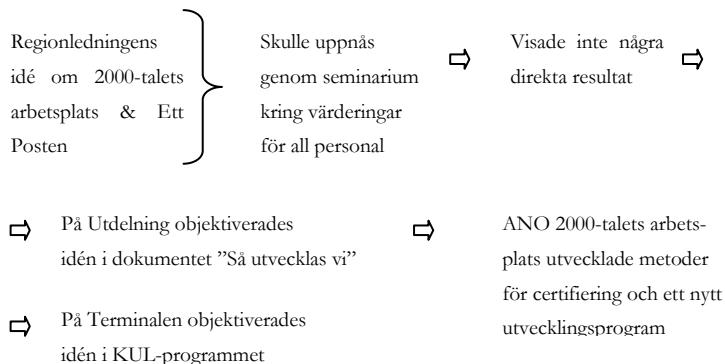 Regionledningens
idé om 2000-talets
arbetsplats & Ett
Posten
Skulle uppnås
genom seminarium
kring värderingar
för all personal
Visade inte några
direkta resultat
På Utdelning objektiverades
idén i dokumentet ”Så utvecklas vi”
På Terminalen objektiverades
idén i KUL-programmet
ANO 2000-talets arbets-
plats utvecklade metoder
för certifiering och ett nytt
utvecklingsprogram